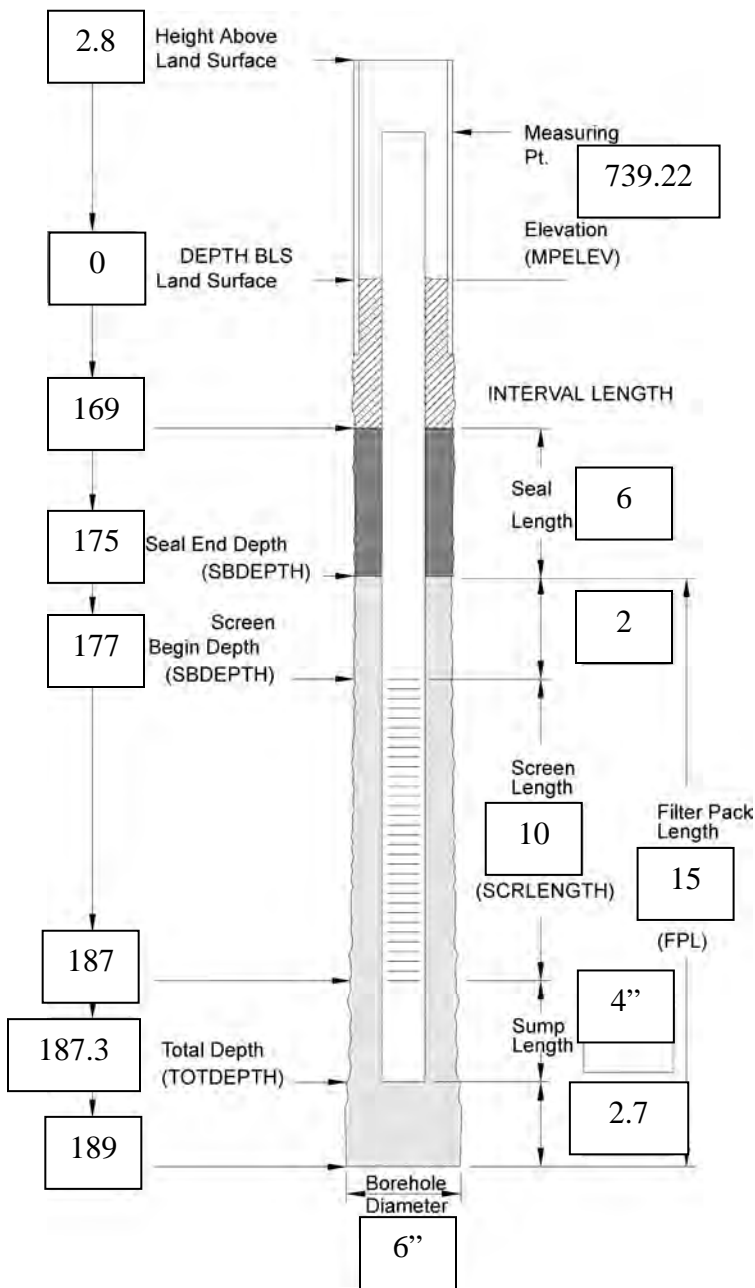 2.8
Height Above
Land Surface
Measuring
Pt.
739.22
Elevation
(MPELEV)
0
DEPTH BLS
Land Surface
169
INTERVAL LENGTH
Seal
Length
6
175
Seal End Depth
(SBDEPTH)
2
177
Screen
Begin Depth
(SBDEPTH)
Screen
Length
10
(SCRLENGTH)
Filter Pack
Length
15
(FPL)
187
4”
Sump
Length
187.3
Total Depth
(TOTDEPTH)
2.7
189
Borehole
Diameter
6”